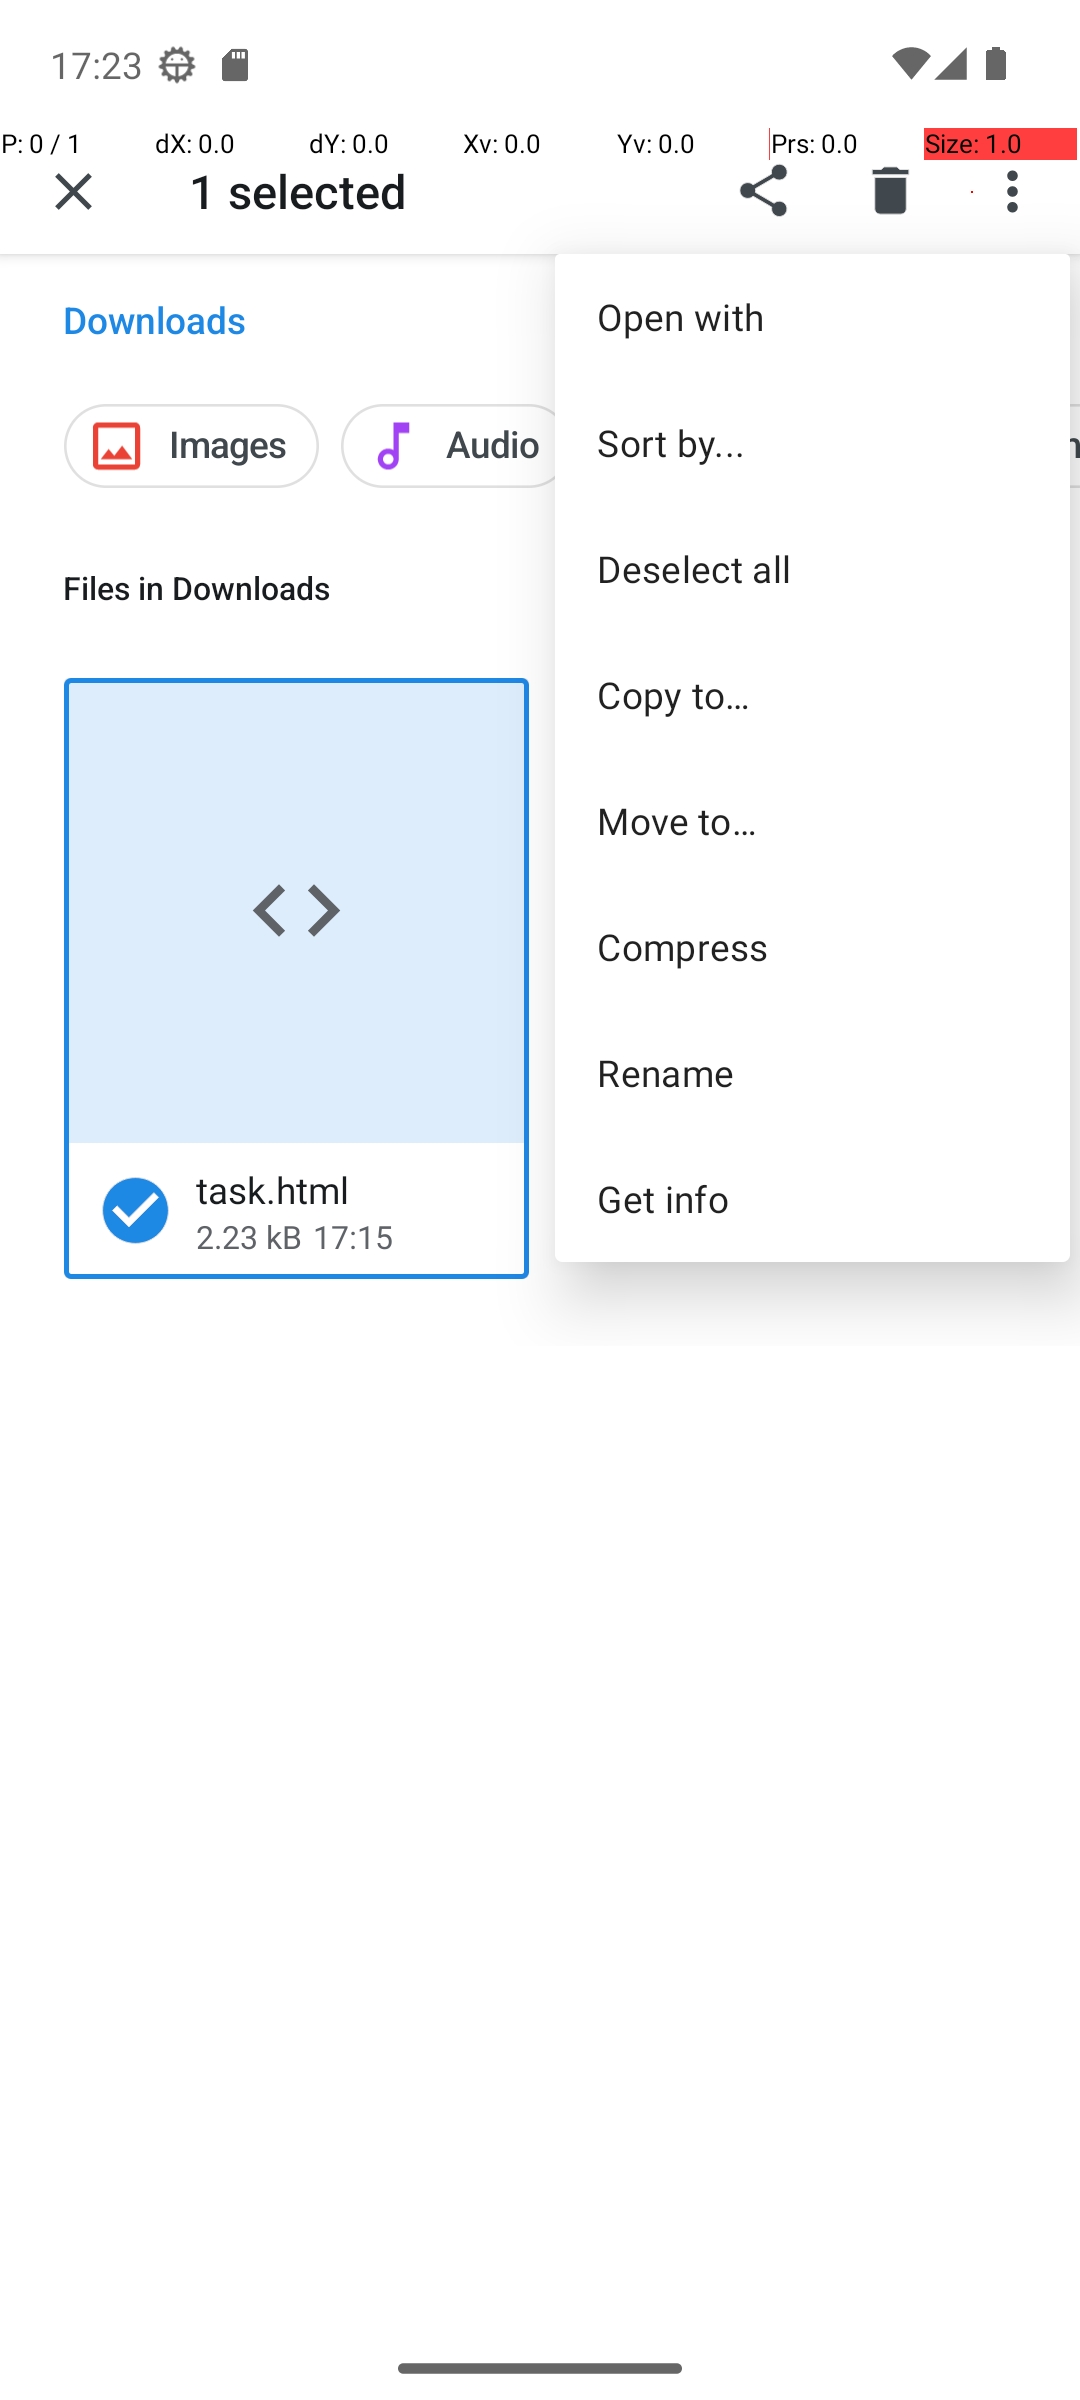 17:23
P: 0 / 1 dX: 0.0 dY: 0.0 Xv: 0.0 Yv: 0.0 Prs: 0.0 Size: 1.0
1 selected
Downloads
Images
Audio
Files in Downloads
task.html
2.23 kB 17:15
Open with
Sort by...
Deselect all
Copy to…
Move to…
Compress
Rename
Get info